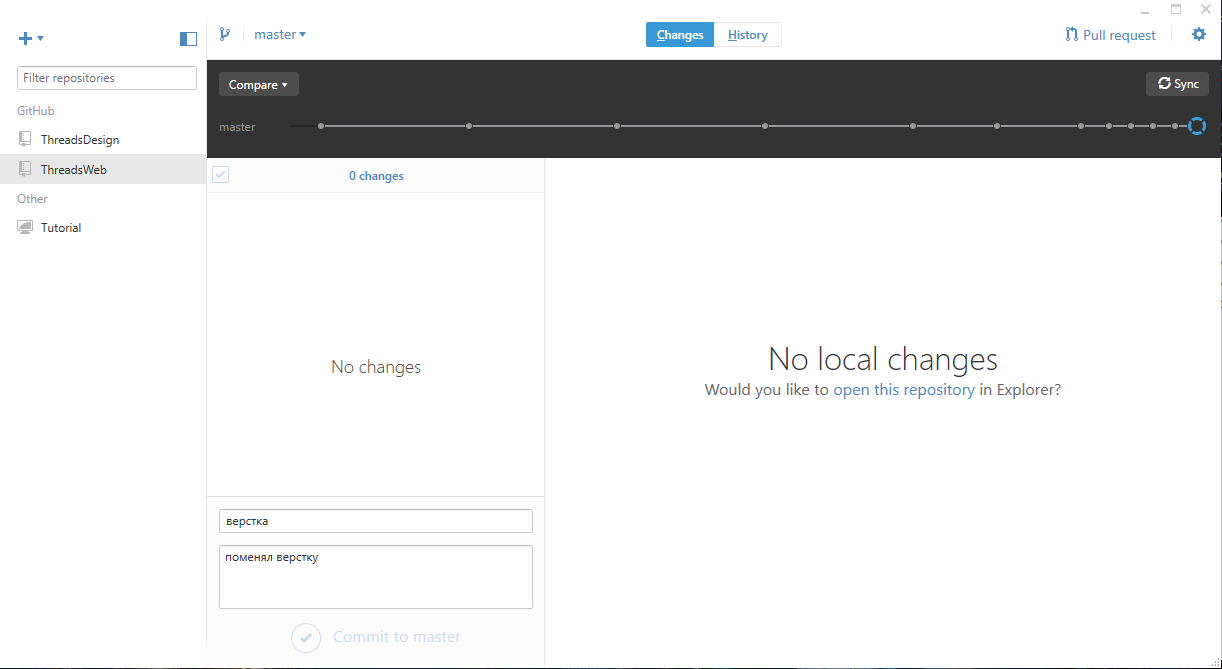 master
Changes
History
Pull request
Filter repositories
GitHub
ThreadsDesign
ThreadsWeb
Other
Tutorial
Compare
Sync
master
0 changes
No changes
верстка
поменял верстку
Commit to master
No local changes
Would you like to open this repository in Explorer?